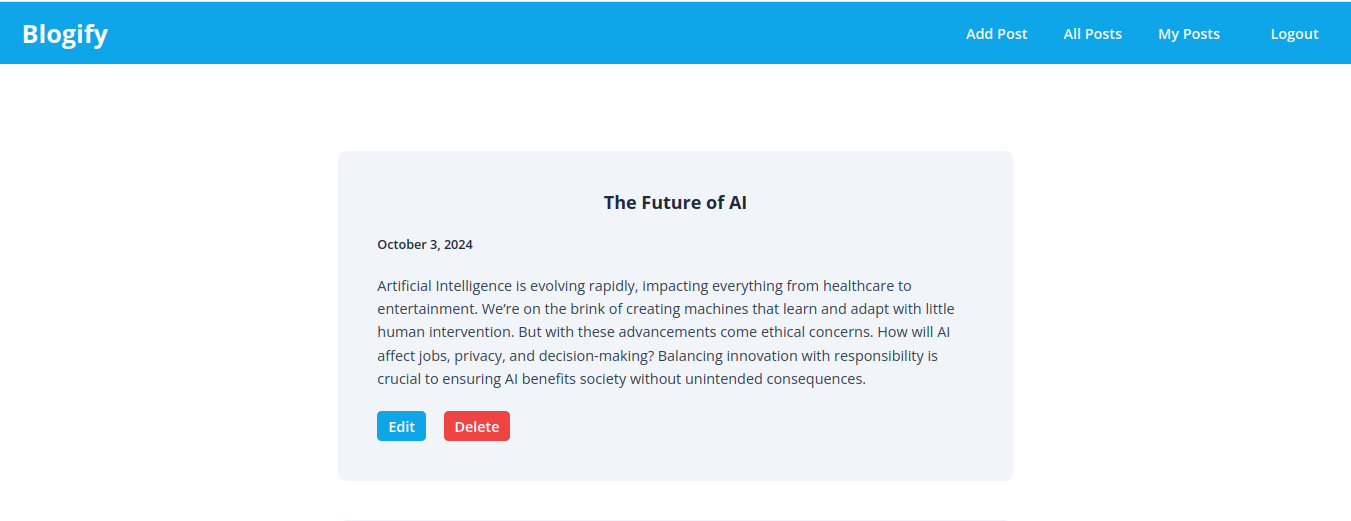 Blogify
Add Post
All Posts
My Posts
Logout
The Future of AI
October 3, 2024
Artificial Intelligence is evolving rapidly, impacting everything from healthcare to
entertainment. We’re on the brink of creating machines that learn and adapt with little
human intervention. But with these advancements come ethical concerns. How will AI
affect jobs, privacy, and decision-making? Balancing innovation with responsibility is
crucial to ensuring AI benefits society without unintended consequences.
Edit
Delete